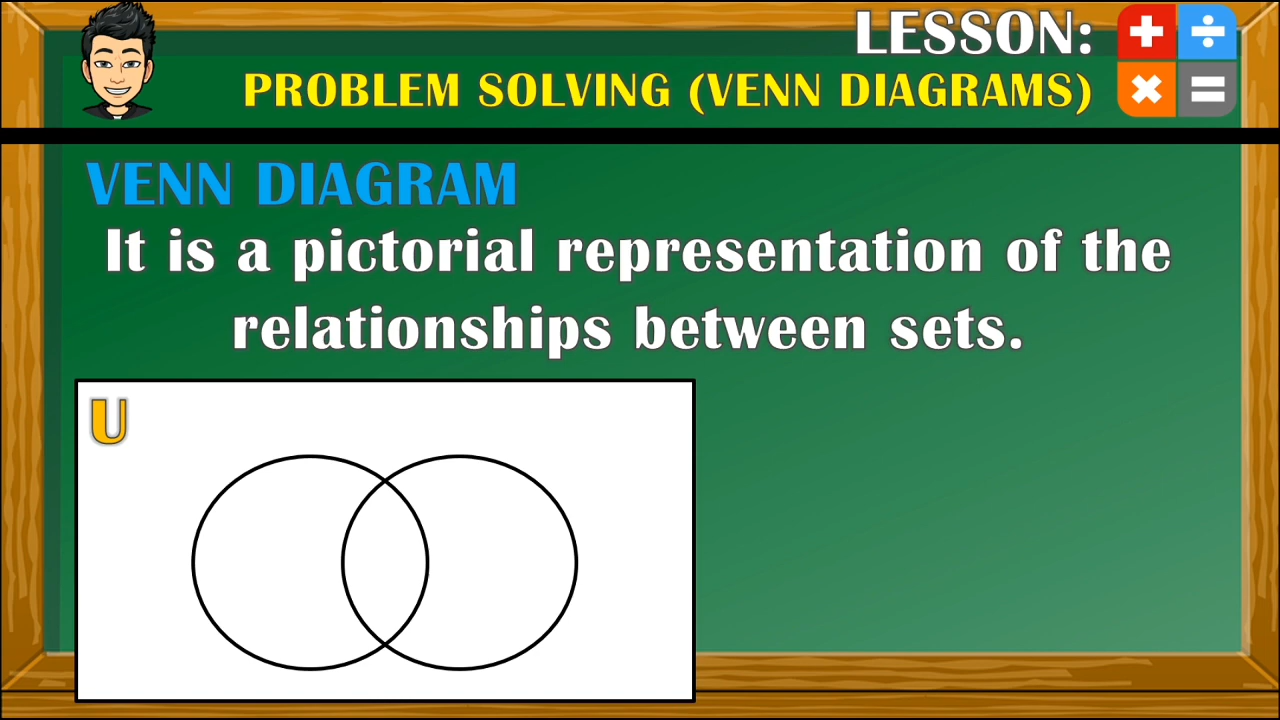 LESSON:
PROBLEM SOLVING (VENN DIAGRAMS)
VENN DIAGRAM
It is a pictorial representation of the
relationships between sets.
U